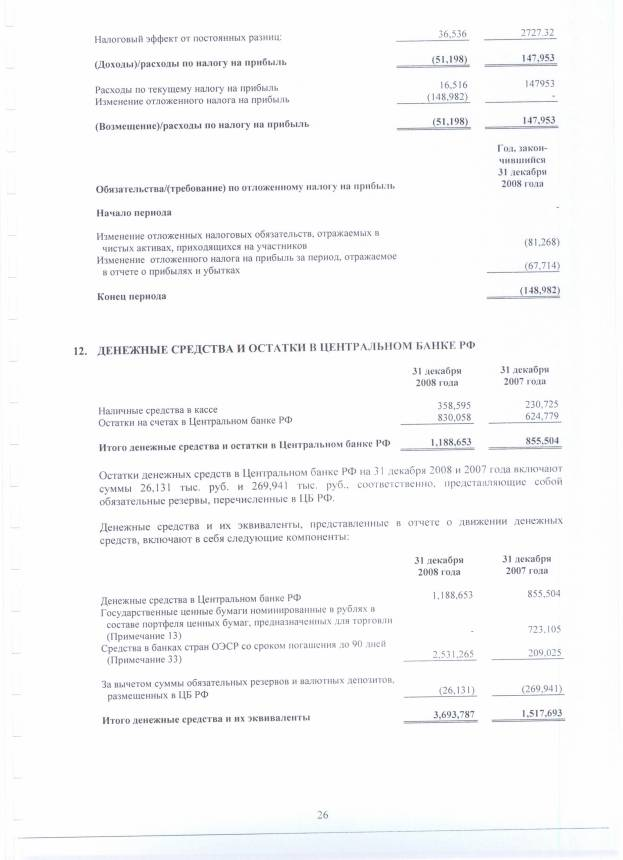 Налоговый эффект от постоянных разниц: 36,536 2727.32
(Доходы)/расходы по налогу на прибыль (51,198) 147,953
Расходы по текущему налогу на прибыль 16,516 147953
Изменение отложенного налога на прибыль (148,982) -
(Возмещение)/расходы по налогу на прибыль (51,198) 147,953
Год, закон-
чившийся
31 декабря
2008 года
Обязательства/(требование) по отложенному налогу на прибыль
Начало периода -
Изменение отложенных налоговых обязательств, отражаемых в
чистых активах, приходящихся на участников (81,268)
Изменение отложенного налога на прибыль за период, отражаемое
в отчете о прибылях и убытках (67,714)
Конец периода (148,982)
12. ДЕНЕЖНЫЕ СРЕДСТВА И ОСТАТКИ В ЦЕНТРАЛЬНОМ БАНКЕ РФ
31 декабря 31 декабря
2008 года 2007 года
Наличные средства в кассе 358,595 230,725
Остатки на счетах в Центральном банке РФ 830,058 624,779
Итого денежные средства и остатки в Центральном банке РФ 1,188,653 855,504
Остатки денежных средств в Центральном банке РФ на 31 декабря 2008 и 2007 года включают
суммы 26,131 тыс. руб. и 269,941 тыс. руб., соответственно, представляющие собой
обязательные резервы, перечисленные в ЦБ РФ.
Денежные средства и их эквиваленты, представленные в отчете о движении денежных
средств, включают в себя следующие компоненты:
31 декабря 31 декабря
2008 года 2007 года
Денежные средства в Центральном банке РФ 1,188,653 855,504
Государственные ценные бумаги номинированные в рублях в
составе портфеля ценных бумаг, предназначенных для торговли
(Примечание 13) - 723,105
Средства в банках стран ОЭСР со сроком погашения до 90 дней
(Примечание 33) 2,531,265 209,025
За вычетом суммы обязательных резервов и валютных депозитов,
размещенных в ЦБ РФ (26,131) (269,941)
Итого денежные средства и их эквиваленты 3,693,787 1,517,693
26